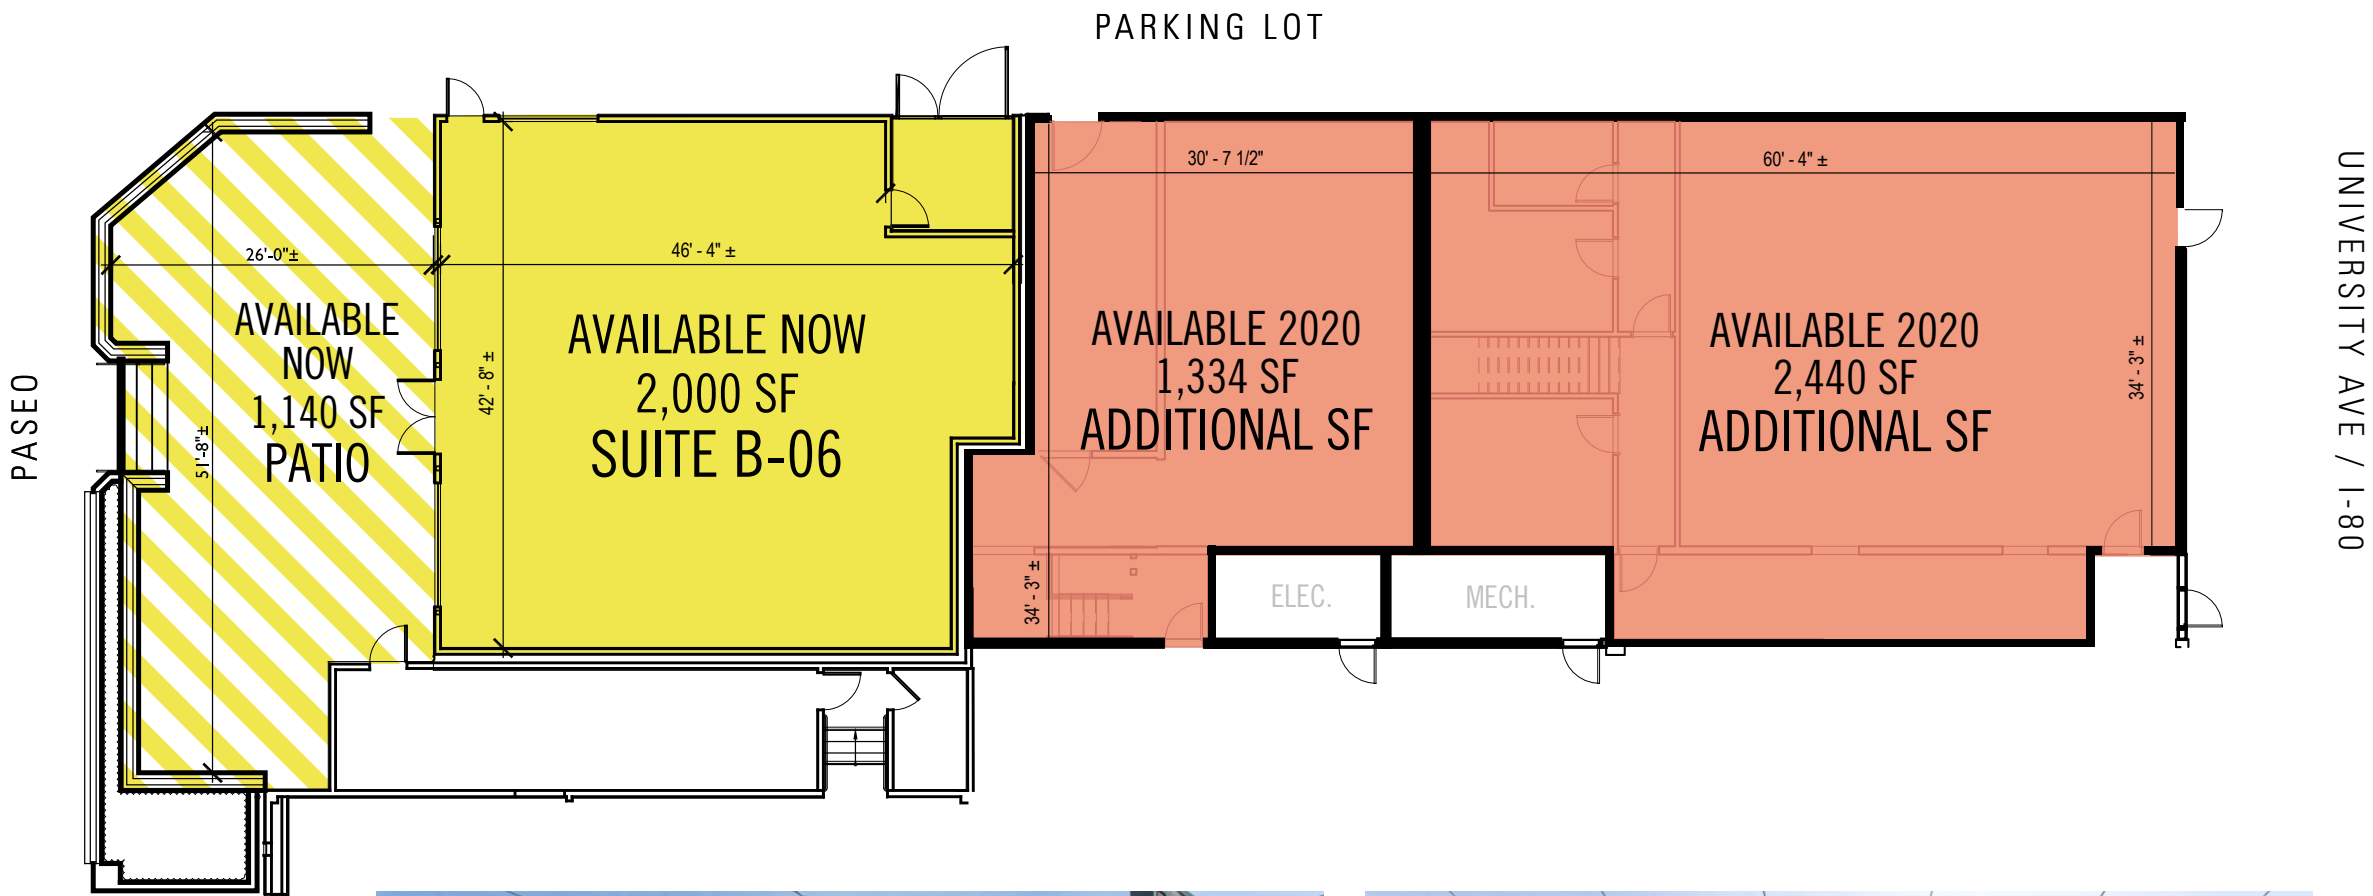 PARKING LOT
PASEO
26'-0"±
51'-8"±
AVAILABLE
NOW
1,140 SF
PATIO
46' - 4" ±
42' - 8" ±
AVAILABLE NOW
2,000 SF
SUITE B-06
30' - 7 1/2"
AVAILABLE 2020
1,334 SF
ADDITIONAL SF
34' - 3" ±
ELEC.
MECH.
60' - 4" ±
AVAILABLE 2020
2,440 SF
ADDITIONAL SF
34' - 3" ±
UNIVERSITY AVE / I-80